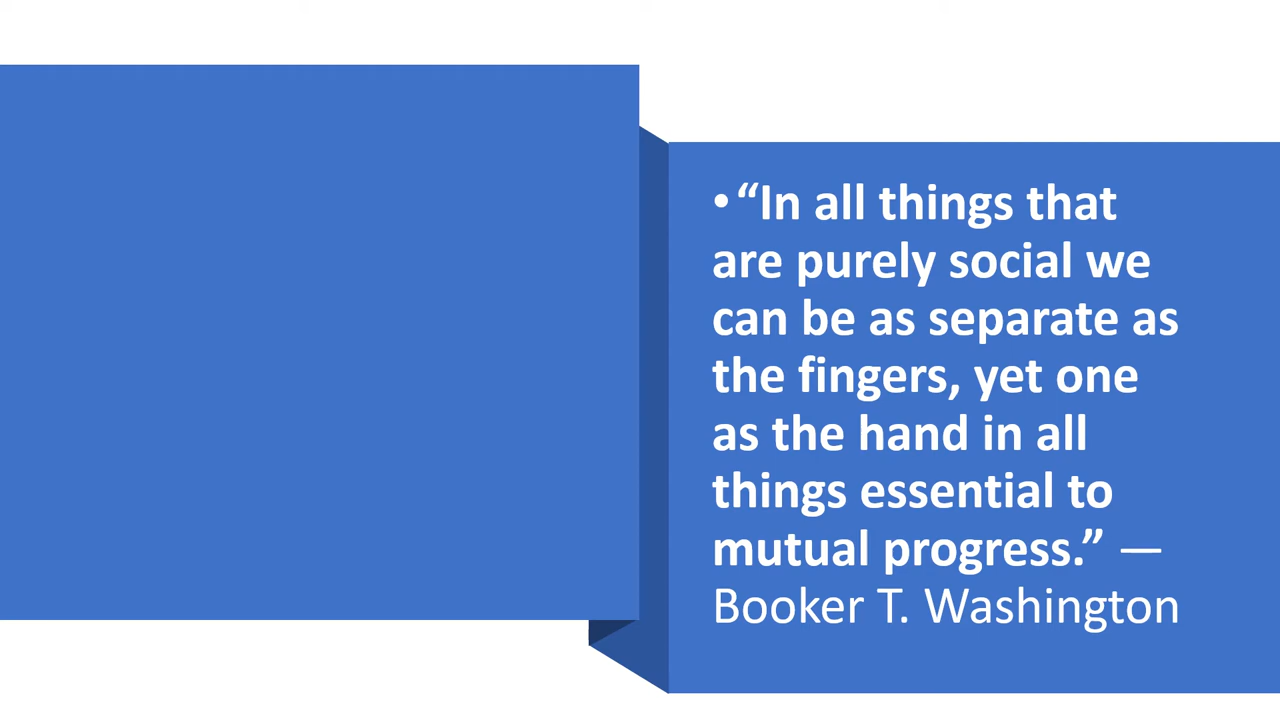 •“In all things that
are purely social we
can be as separate as
the fingers, yet one
as the hand in all
things essential to
mutual progress.” —
Booker T. Washington